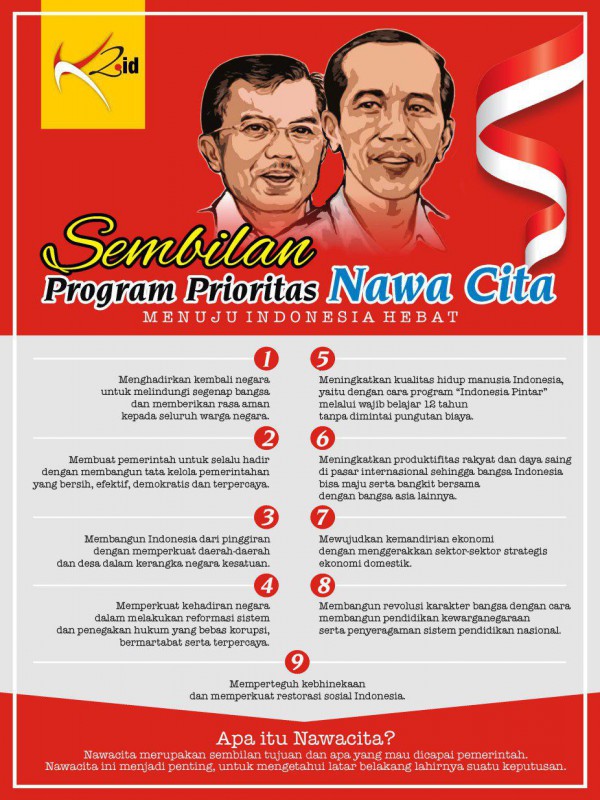 K2.id
Sembilan
Program Prioritas Nawa Cita
MENUJU INDONESIA HEBAT
1
Menghadirkan kembali negara
untuk melindungi segenap bangsa
dan memberikan rasa aman
kepada seluruh warga negara.
2
Membuat pemerintah untuk selalu hadir
dengan membangun tata kelola pemerintahan
yang bersih, efektif, demokratis dan terpercaya.
3
Membangun Indonesia dari pinggiran
dengan memperkuat daerah-daerah
dan desa dalam kerangka negara kesatuan.
4
Memperkuat kehadiran negara
dalam melakukan reformasi sistem
dan penegakan hukum yang bebas korupsi,
bermartabat serta terpercaya.
5
Meningkatkan kualitas hidup manusia Indonesia,
yaitu dengan cara program “Indonesia Pintar”
melalui wajib belajar 12 tahun
tanpa dimintai pungutan biaya.
6
Meningkatkan produktifitas rakyat dan daya saing
di pasar internasional sehingga bangsa Indonesia
bisa maju serta bangkit bersama
dengan bangsa asia lainnya.
7
Mewujudkan kemandirian ekonomi
dengan menggerakkan sektor-sektor strategis
ekonomi domestik.
8
Membangun revolusi karakter bangsa dengan cara
membangun pendidikan kewarganegaraan
serta penyeragaman sistem pendidikan nasional.
9
Memperteguh kebhinekaan
dan memperkuat restorasi sosial Indonesia.
Apa itu Nawacita?
Nawacita merupakan sembilan tujuan dan apa yang mau dicapai pemerintah.
Nawacita ini menjadi penting, untuk mengetahui latar belakang lahirnya suatu keputusan.